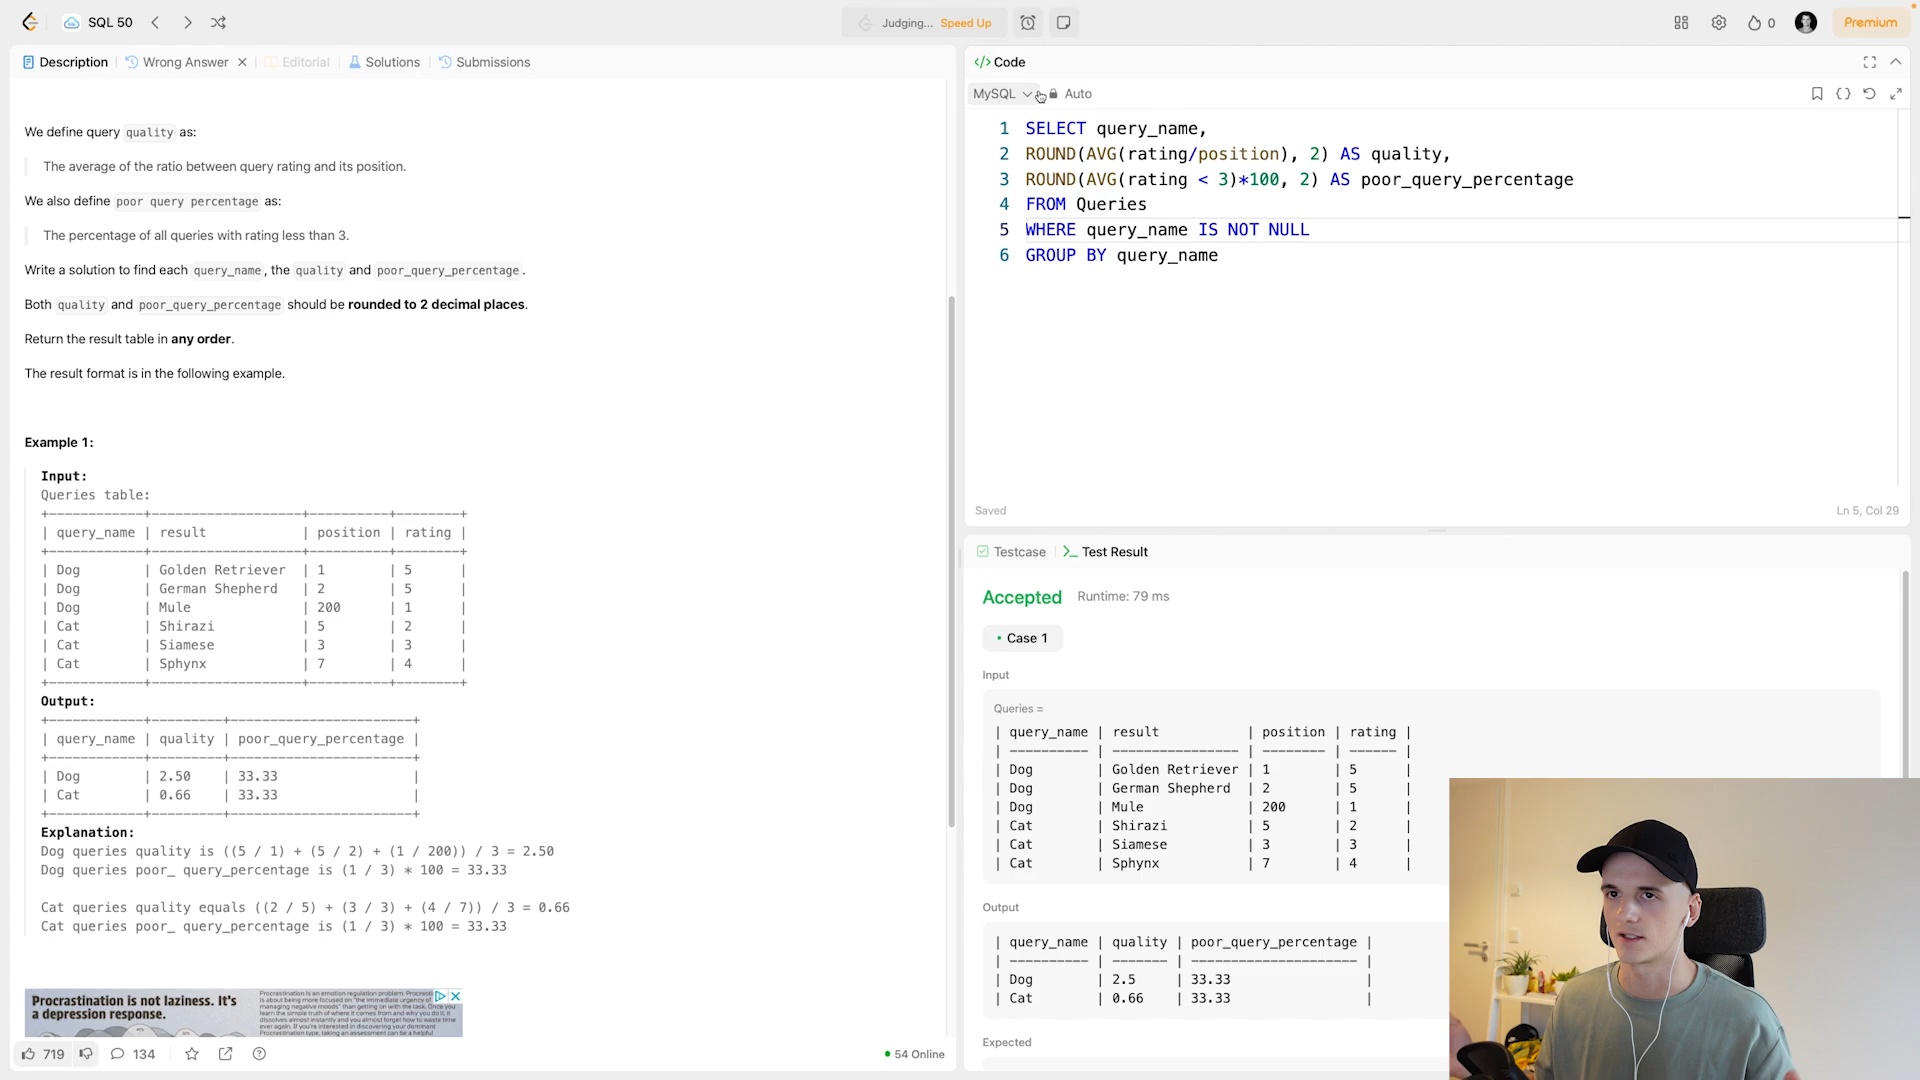 SQL 50
Judging... Speed Up
0
Premium
Description
Wrong Answer
Editorial
Solutions
Submissions
We define query quality as:
The average of the ratio between query rating and its position.
We also define poor query percentage as:
The percentage of all queries with rating less than 3.
Write a solution to find each query_name, the quality and poor_query_percentage.
Both quality and poor_query_percentage should be rounded to 2 decimal places.
Return the result table in any order.
The result format is in the following example.
Example 1:
Input:
Queries table:
+------------+-------------------+----------+--------+
| query_name | result | position | rating |
+------------+-------------------+----------+--------+
| Dog | Golden Retriever | 1 | 5 |
| Dog | German Shepherd | 2 | 5 |
| Dog | Mule | 200 | 1 |
| Cat | Shirazi | 5 | 2 |
| Cat | Siamese | 3 | 3 |
| Cat | Sphynx | 7 | 4 |
+------------+-------------------+----------+--------+
Output:
+------------+---------+-----------------------+
| query_name | quality | poor_query_percentage |
+------------+---------+-----------------------+
| Dog | 2.50 | 33.33 |
| Cat | 0.66 | 33.33 |
+------------+---------+-----------------------+
Explanation:
Dog queries quality is ((5 / 1) + (5 / 2) + (1 / 200)) / 3 = 2.50
Dog queries poor_ query_percentage is (1 / 3) * 100 = 33.33
Cat queries quality equals ((2 / 5) + (3 / 3) + (4 / 7)) / 3 = 0.66
Cat queries poor_ query_percentage is (1 / 3) * 100 = 33.33
Procrastination is not laziness. It's
a depression response.
719
134
54 Online
</> Code
MySQL
Auto
1 SELECT query_name,
2 ROUND(AVG(rating/position), 2) AS quality,
3 ROUND(AVG(rating < 3)*100, 2) AS poor_query_percentage
4 FROM Queries
5 WHERE query_name IS NOT NULL
6 GROUP BY query_name
Saved
Ln 5, Col 29
Testcase
Test Result
Accepted
Runtime: 79 ms
Case 1
Input
Queries =
| query_name | result | position | rating |
| ---------- | ---------------- | -------- | ------ |
| Dog | Golden Retriever | 1 | 5 |
| Dog | German Shepherd | 2 | 5 |
| Dog | Mule | 200 | 1 |
| Cat | Shirazi | 5 | 2 |
| Cat | Siamese | 3 | 3 |
| Cat | Sphynx | 7 | 4 |
Output
| query_name | quality | poor_query_percentage |
| ---------- | ------- | --------------------- |
| Dog | 2.5 | 33.33 |
| Cat | 0.66 | 33.33 |
Expected